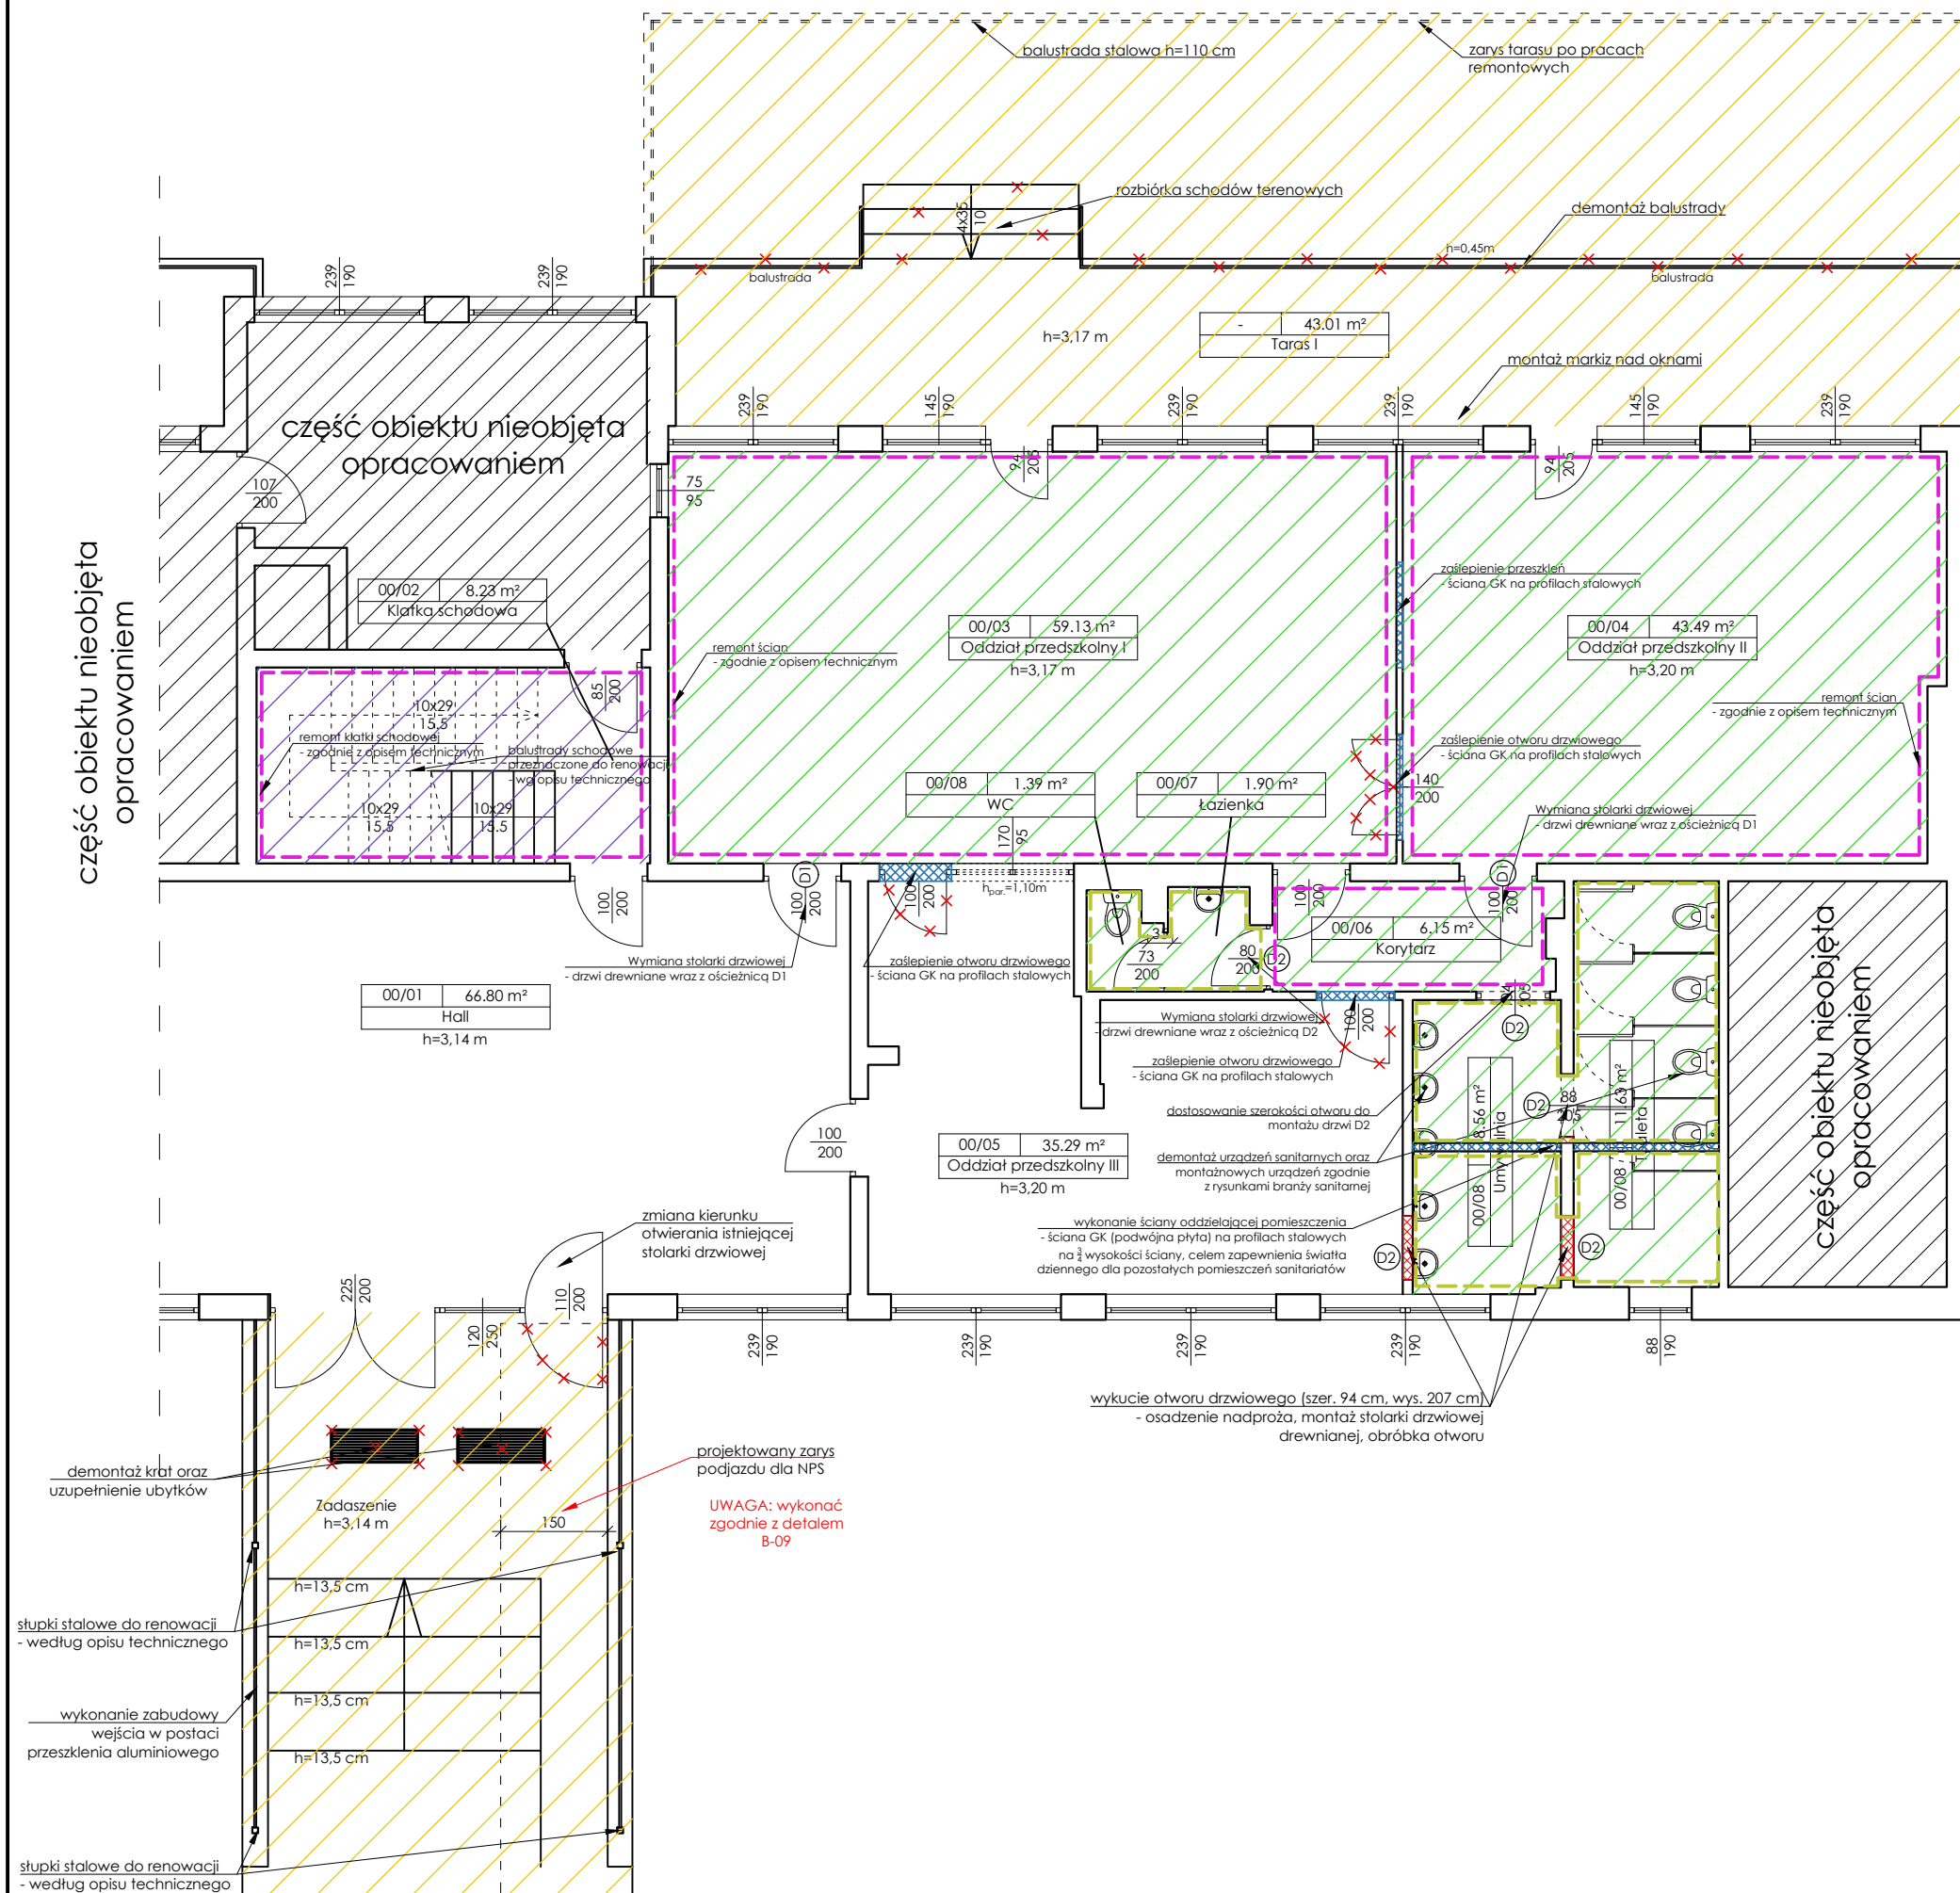 balustrada stalowa h=110 cm
zarys tarasu po pracach
remontowych
rozbiórka schodów terenowych
4x35
10
demontaż balustrady
h=0,45m
balustrada
balustrada
239
190
239
190
h=3,17 m
-
43.01 m²
Taras I
montaż markiz nad oknami
239
190
145
190
239
190
239
190
145
190
239
190
część obiektu nieobjęta
opracowaniem
94
205
94
205
107
200
75
95
część obiektu nieobjęta
opracowaniem
00/02
8.23 m²
Klatka schodowa
zaślepienie przeszkleń
- ściana GK na profilach stalowych
00/03
59.13 m²
Oddział przedszkolny I
h=3,17 m
00/04
43.49 m²
Oddział przedszkolny II
h=3,20 m
remont ścian
- zgodnie z opisem technicznym
remont ścian
- zgodnie z opisem technicznym
85
200
10x29
15.5
remont klatki schodowej
- zgodnie z opisem technicznym
balustrady schodowe
przeznaczone do renowacji
- wg opisu technicznego
10x29
15.5
10x29
15.5
zaślepienie otworu drzwiowego
- ściana GK na profilach stalowych
140
200
00/08
1.39 m²
WC
00/07
1.90 m²
Łazienka
Wymiana stolarki drzwiowej
- drzwi drewniane wraz z ościeżnicą D1
170
95
h par.=1,10m
100
200
D1
100
200
100
200
100
200
D1
100
200
00/06
6.15 m²
Korytarz
73
200
80
200
D2
Wymiana stolarki drzwiowej
- drzwi drewniane wraz z ościeżnicą D1
zaślepienie otworu drzwiowego
- ściana GK na profilach stalowych
część obiektu nieobjęta
opracowaniem
00/01
66.80 m²
Hall
h=3,14 m
Wymiana stolarki drzwiowej
- drzwi drewniane wraz z ościeżnicą D2
100
200
D2
zaślepienie otworu drzwiowego
- ściana GK na profilach stalowych
dostosowanie szerokości otworu do
montażu drzwi D2
D2
88
205
00/08
8.56 m²
Umywalnia
00/08
11.63 m²
Toaleta
100
200
00/05
35.29 m²
Oddział przedszkolny III
h=3,20 m
demontaż urządzeń sanitarnych oraz
montażnowych urządzeń zgodnie
z rysunkami branży sanitarnej
wykonanie ściany oddzielającej pomieszczenia
- ściana GK (podwójna płyta) na profilach stalowych
na ¾ wysokości ściany, celem zapewnienia światła
dziennego dla pozostałych pomieszczeń sanitariatów
D2
D2
zmiana kierunku
otwierania istniejącej
stolarki drzwiowej
225
200
120
250
110
200
239
190
239
190
239
190
239
190
88
190
wykucie otworu drzwiowego (szer. 94 cm, wys. 207 cm)
- osadzenie nadproża, montaż stolarki drzwiowej
drewnianej, obróbka otworu
demontaż krat oraz
uzupełnienie ubytków
projektowany zarys
podjazdu dla NPS
UWAGA: wykonać
zgodnie z detalem
B-09
Zadaszenie
h=3,14 m
150
h=13,5 cm
słupki stalowe do renowacji
- według opisu technicznego
h=13,5 cm
h=13,5 cm
wykonanie zabudowy
wejścia w postaci
przeszklenia aluminiowego
h=13,5 cm
słupki stalowe do renowacji
- według opisu technicznego